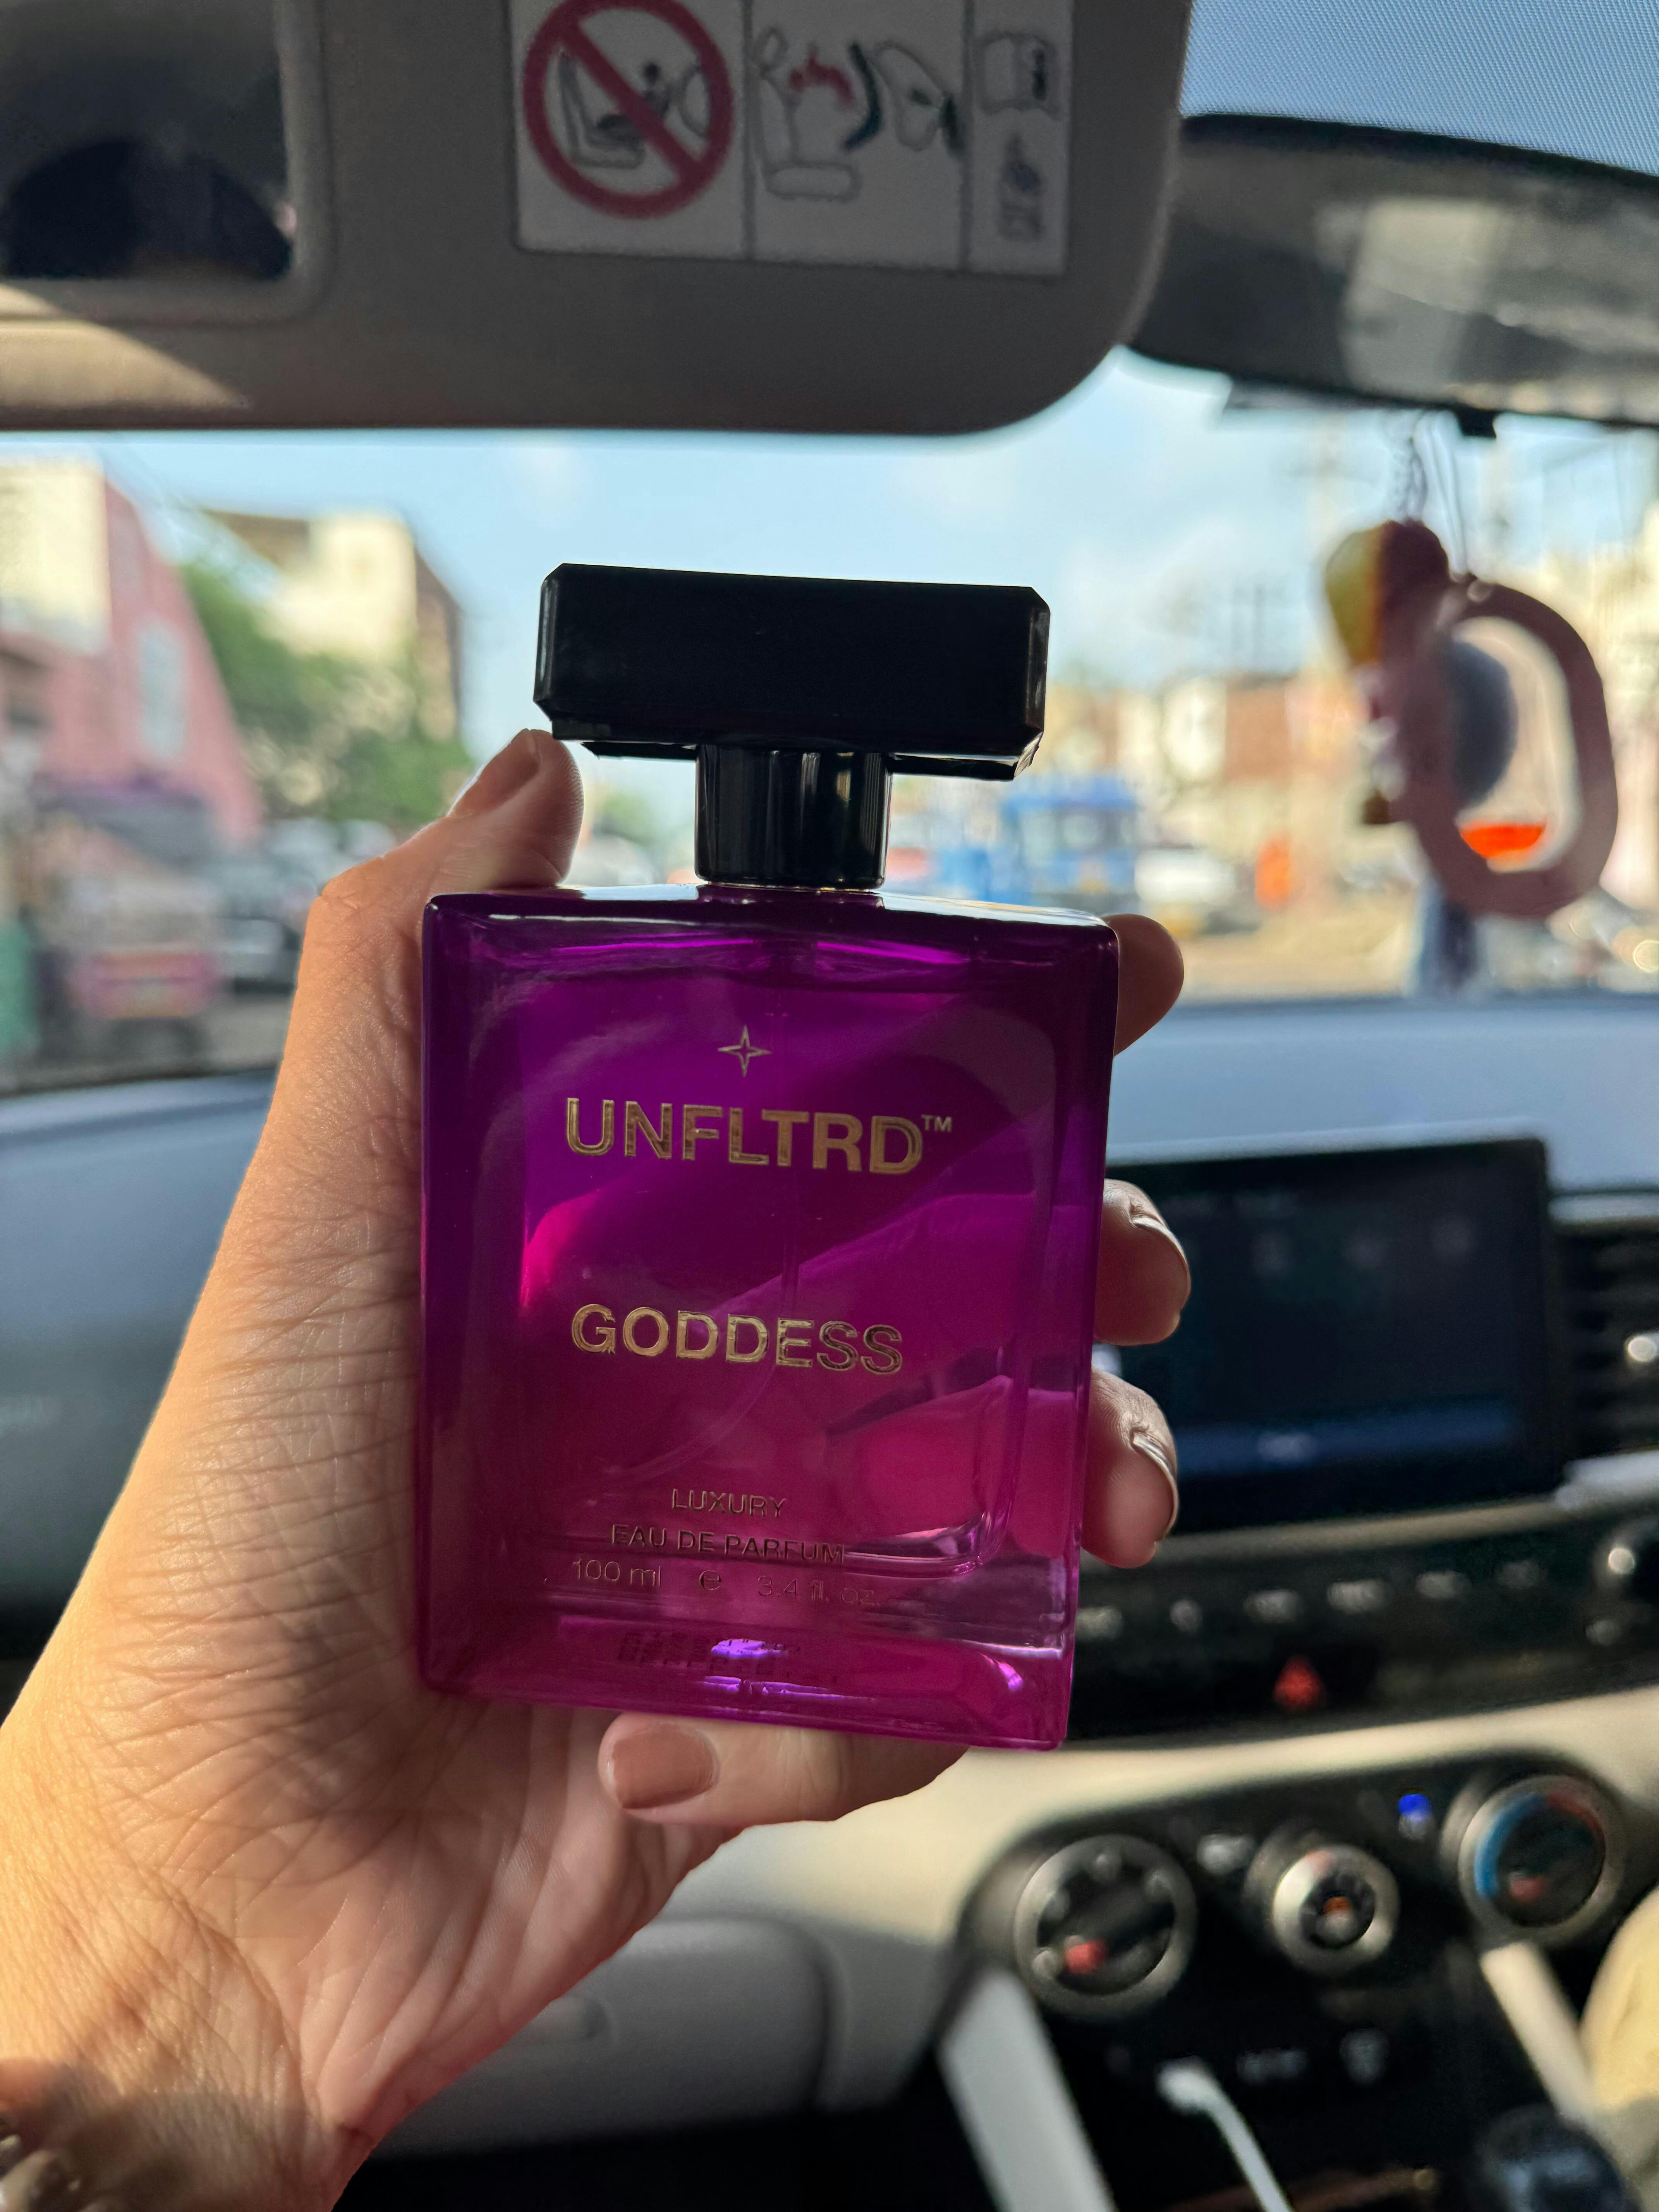 UNFLTRD™
GODDESS
LUXURY
EAU DE PARFUM
100 ml e 3.4 fl. oz.